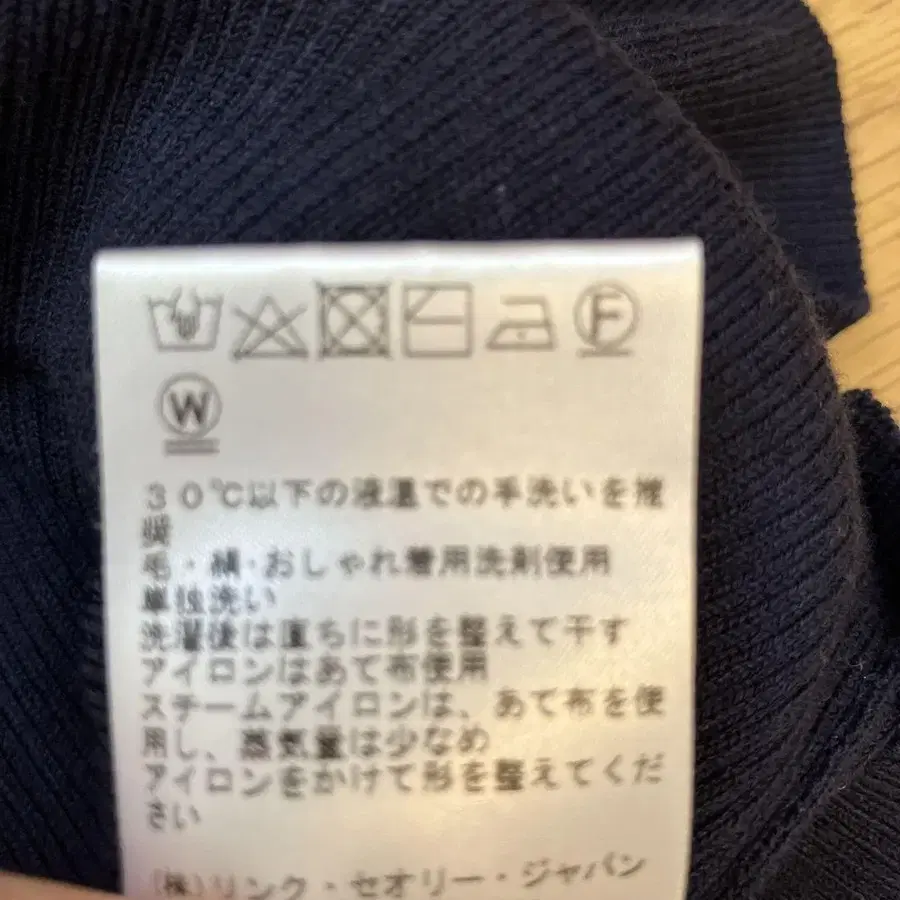 F
W
30℃以下の液温での手洗いを推
奨
毛・絹・おしゃれ着用洗剤使用
単独洗い
洗濯後は直ちに形を整えて干す
アイロンはあて布使用
スチームアイロンは、あて布を使
用し、蒸気量は少なめ
アイロンをかけて形を整えてくだ
さい
(株)リンク・セオリー・ジャパン